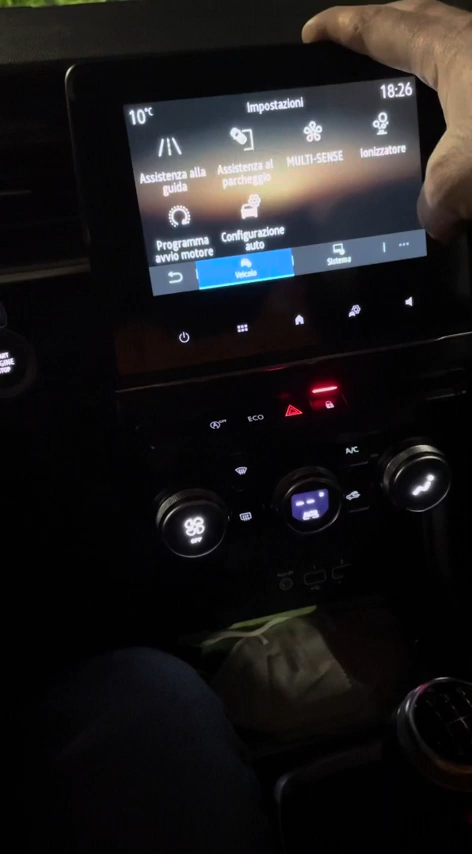 10°C
Impostazioni
18:26
Assistenza alla
guida
Assistenza al
parcheggio
MULTI-SENSE
Ionizzatore
Programma
avvio motore
Configurazione
auto
Veicolo
Sistema
ECO
A/C
OFF